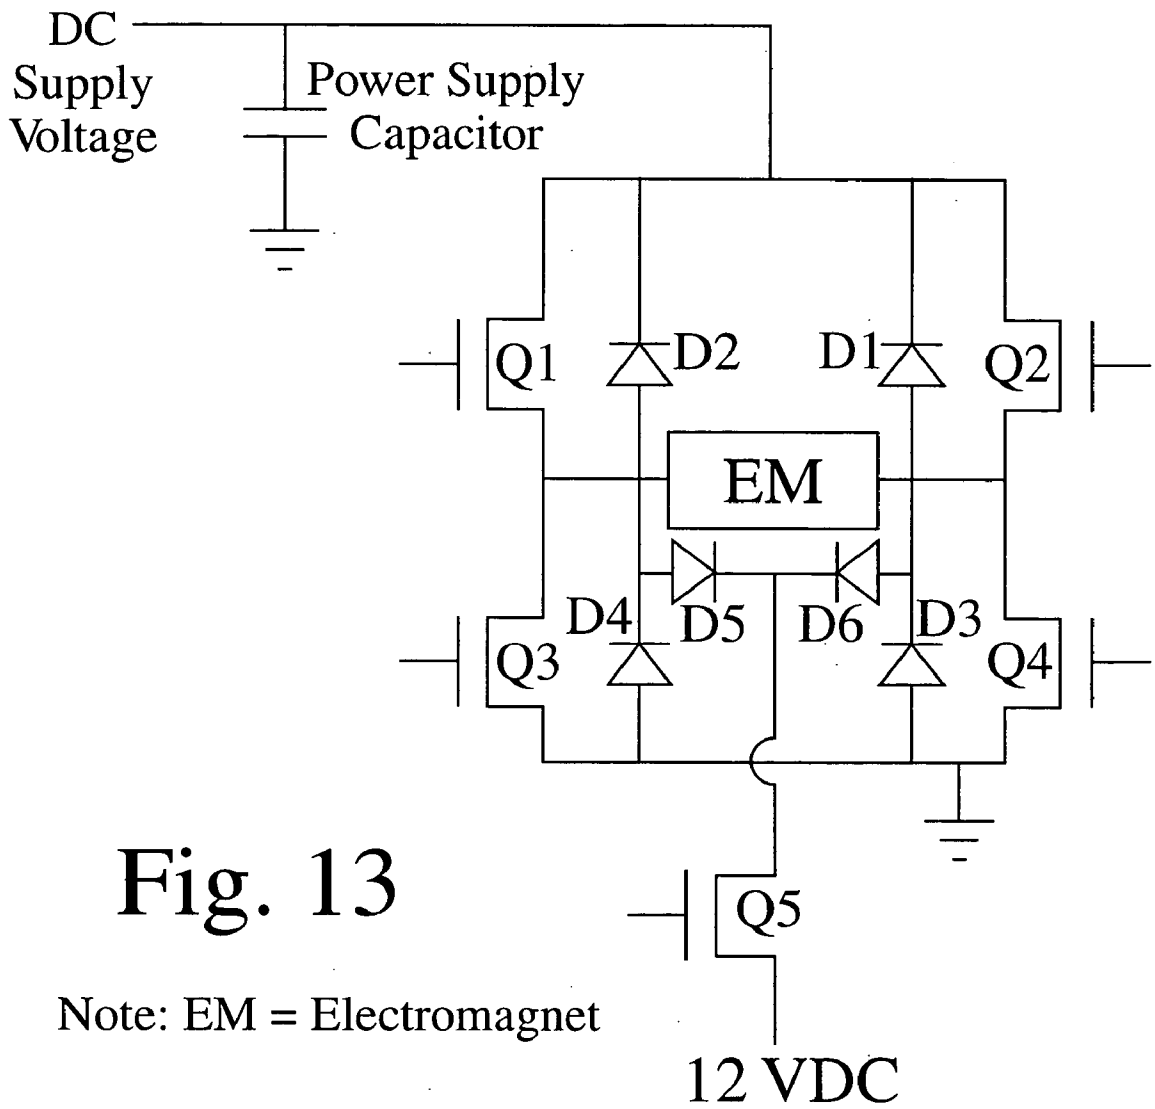 DC
Supply
Voltage
Power Supply
Capacitor
Q1
D2
D1
Q2
EM
D4
D5
D6
D3
Q3
Q4
Q5
Fig. 13
Note: EM = Electromagnet
12 VDC